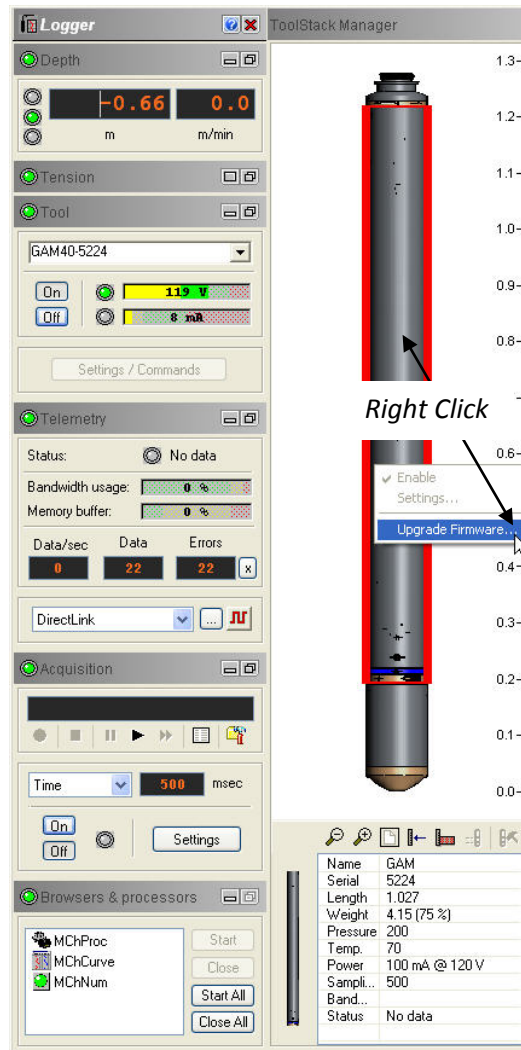 Logger
ToolStack Manager
Depth
-0.66 0.0
m m/min
Tension
Tool
GAM40-5224
On 119 V
Off 8 mA
Settings / Commands
Telemetry
Status: No data
Bandwidth usage: 0 %
Memory buffer: 0 %
Data/sec Data Errors
0 22 22 x
DirectLink ...
Acquisition
Time 500 msec
On
Off
Settings
Browsers & processors
MChProc
MChCurve
MChNum
Start
Close
Start All
Close All
1.3-
1.2-
1.1-
1.0-
0.9-
0.8-
Right Click
0.6-
Enable
Settings...
Upgrade Firmware...
0.4-
0.3-
0.2-
0.1-
0.0-
Name GAM
Serial 5224
Length 1.027
Weight 4.15 (75 %)
Pressure 200
Temp. 70
Power 100 mA @ 120 V
Sampli... 500
Band...
Status No data